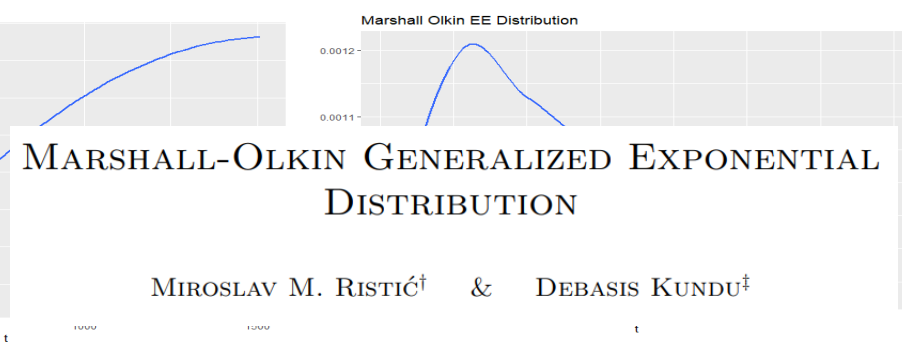 Marshall Olkin EE Distribution
0.0012
0.0011
MARSHALL-OLKIN GENERALIZED EXPONENTIAL
DISTRIBUTION
MIROSLAV M. RISTIĆ† & DEBASIS KUNDU‡
1000 1500
t t